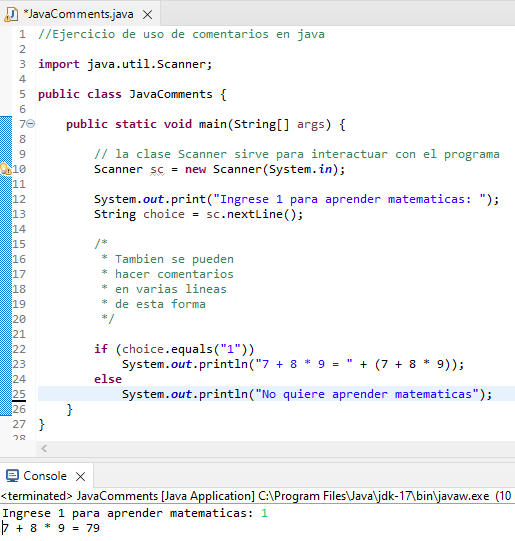 *JavaComments.java
1 //Ejercicio de uso de comentarios en java
2
3 import java.util.Scanner;
4
5 public class JavaComments {
6
7 public static void main(String[] args) {
8
9 // la clase Scanner sirve para interactuar con el programa
10 Scanner sc = new Scanner(System.in);
11
12 System.out.print("Ingrese 1 para aprender matematicas: ");
13 String choice = sc.nextLine();
14
15 /*
16 * Tambien se pueden
17 * hacer comentarios
18 * en varias lineas
19 * de esta forma
20 */
21
22 if (choice.equals("1"))
23 System.out.println("7 + 8 * 9 = " + (7 + 8 * 9));
24 else
25 System.out.println("No quiere aprender matematicas");
26 }
27 }
28
Console
<terminated> JavaComments [Java Application] C:\Program Files\Java\jdk-17\bin\javaw.exe (10
Ingrese 1 para aprender matematicas: 1
7 + 8 * 9 = 79